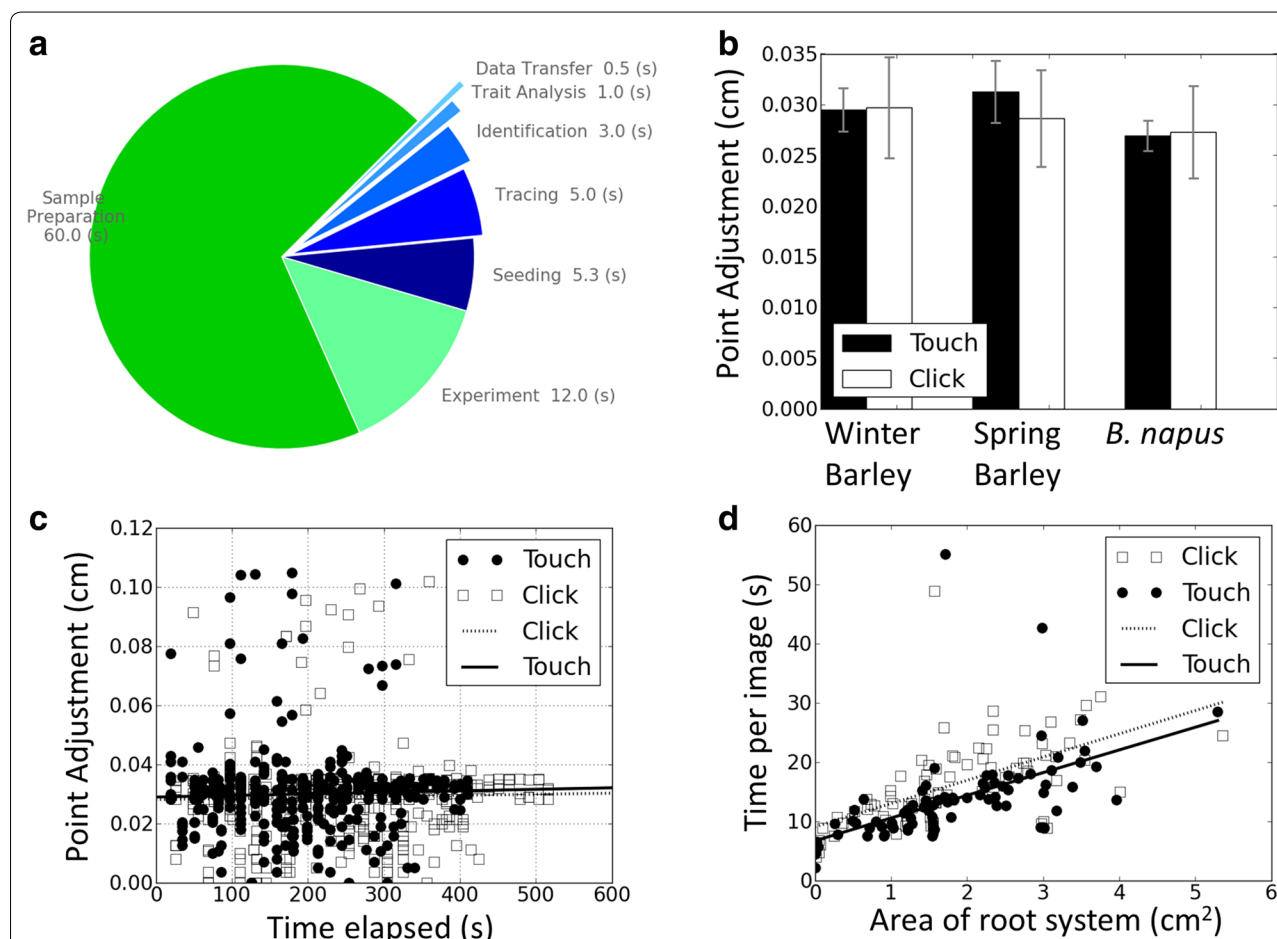 a
Data Transfer 0.5 (s)
Trait Analysis 1.0 (s)
Identification 3.0 (s)
Tracing 5.0 (s)
Sample
Preparation
60.0 (s)
Seeding 5.3 (s)
Experiment 12.0 (s)
b
Point Adjustment (cm)
0.035
0.030
0.025
0.020
0.015
0.010
0.005
0.000
Touch
Click
Winter
Barley
Spring
Barley
B. napus
c
Point Adjustment (cm)
0.12
0.10
0.08
0.06
0.04
0.02
0.00
Touch
Click
Click
Touch
0 100 200 300 400 500 600
Time elapsed (s)
d
Time per image (s)
60
50
40
30
20
10
0
Click
Touch
Click
Touch
0 1 2 3 4 5 6
Area of root system (cm²)